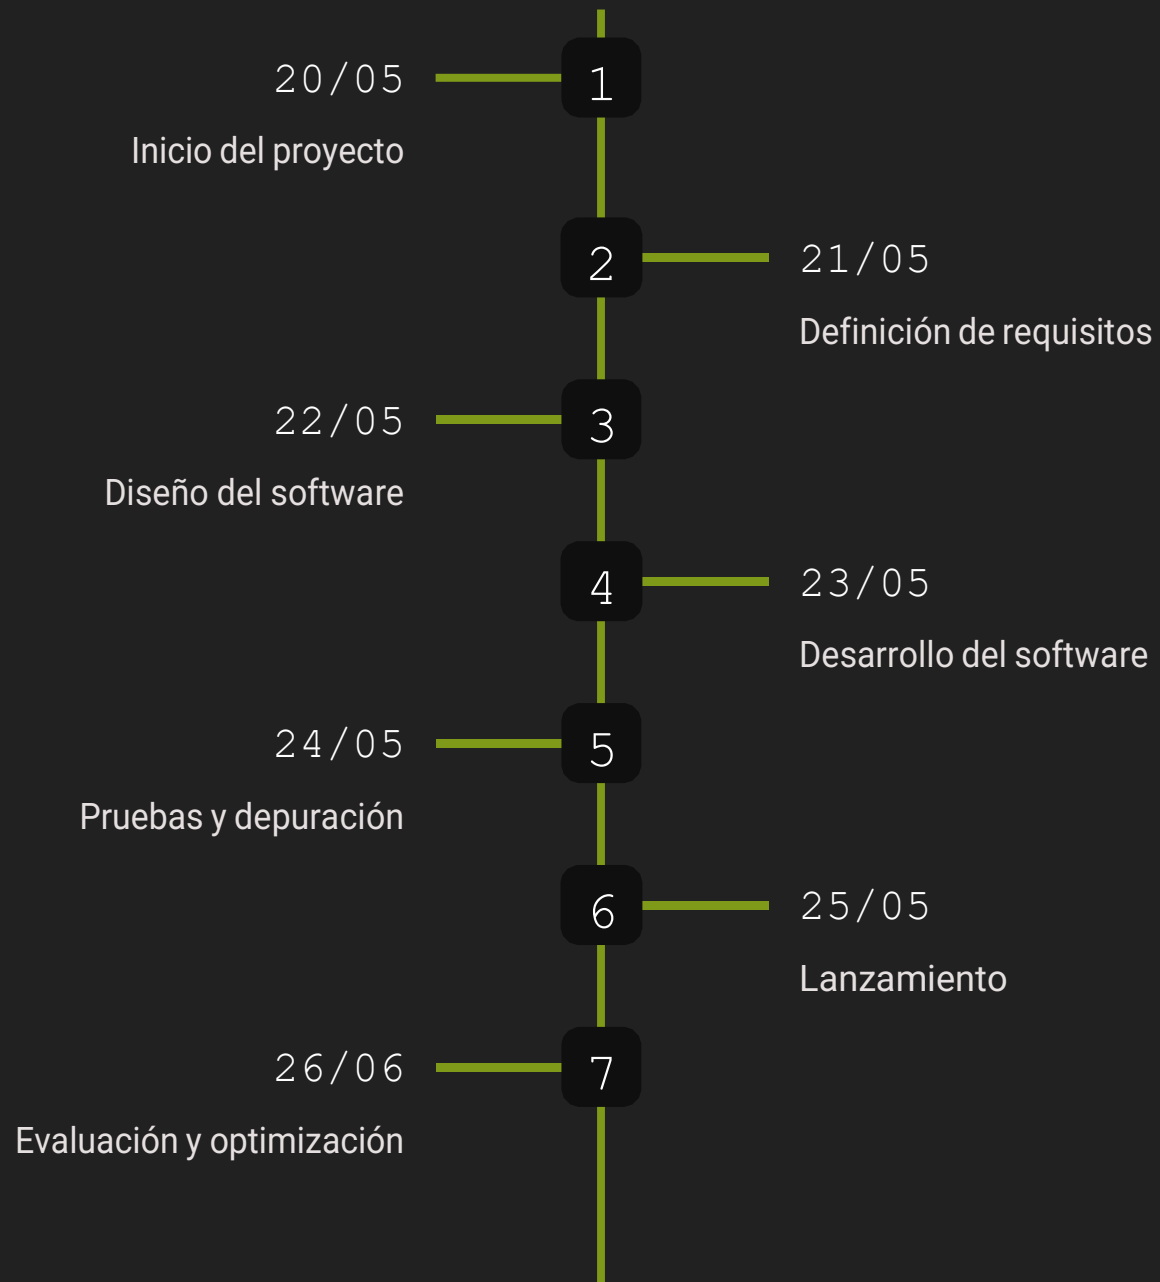 1
20/05
Inicio del proyecto
2
21/05
Definición de requisitos
3
22/05
Diseño del software
4
23/05
Desarrollo del software
5
24/05
Pruebas y depuración
6
25/05
Lanzamiento
7
26/06
Evaluación y optimización